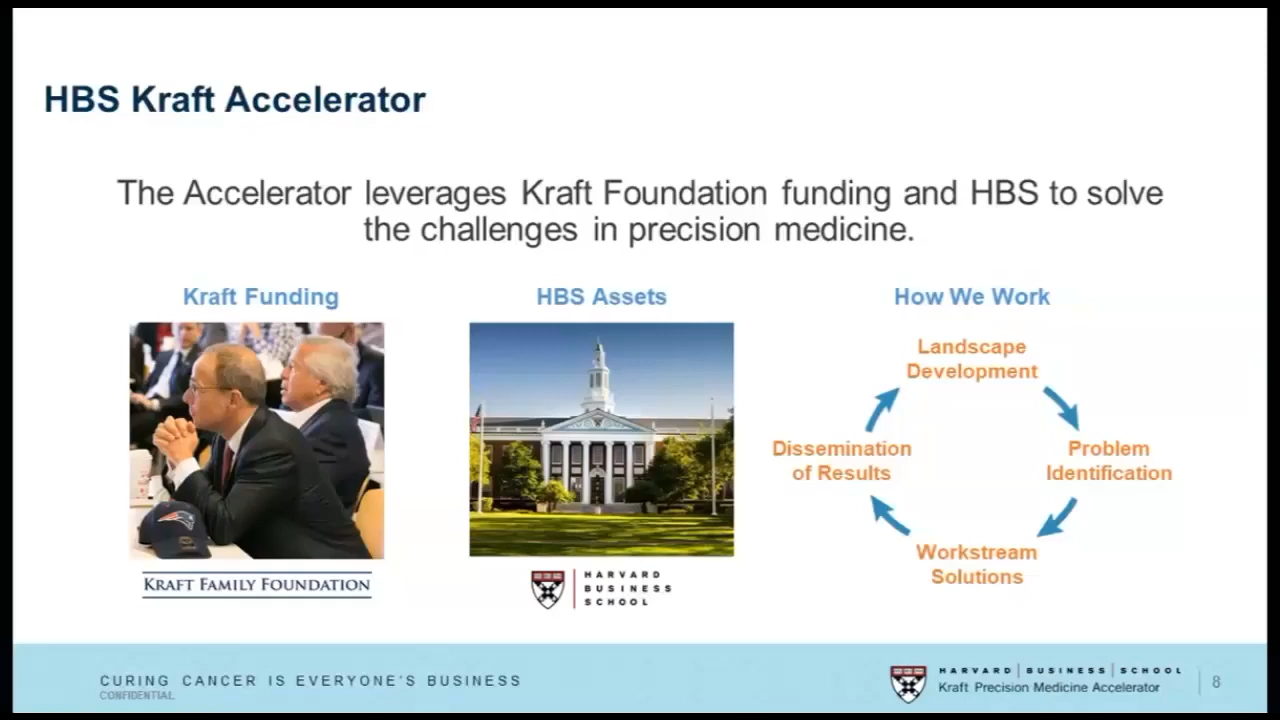 HBS Kraft Accelerator
The Accelerator leverages Kraft Foundation funding and HBS to solve
the challenges in precision medicine.
Kraft Funding
HBS Assets
How We Work
Landscape
Development
Problem
Identification
Workstream
Solutions
Dissemination
of Results
KRAFT FAMILY FOUNDATION
HARVARD
BUSINESS
SCHOOL
CURING CANCER IS EVERYONE'S BUSINESS
CONFIDENTIAL
HARVARD | BUSINESS | SCHOOL
Kraft Precision Medicine Accelerator
8